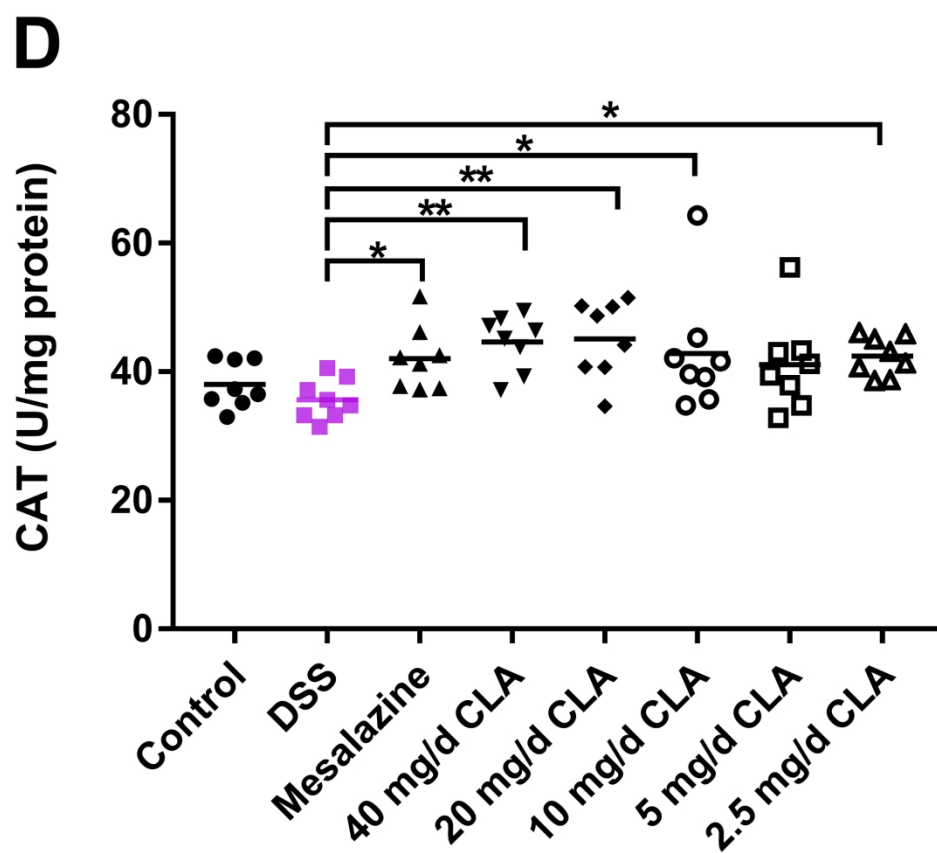 D
CAT (U/mg protein)
80
60
40
20
0
*
*
**
**
*
Control
DSS
Mesalazine
40 mg/d CLA
20 mg/d CLA
10 mg/d CLA
5 mg/d CLA
2.5 mg/d CLA